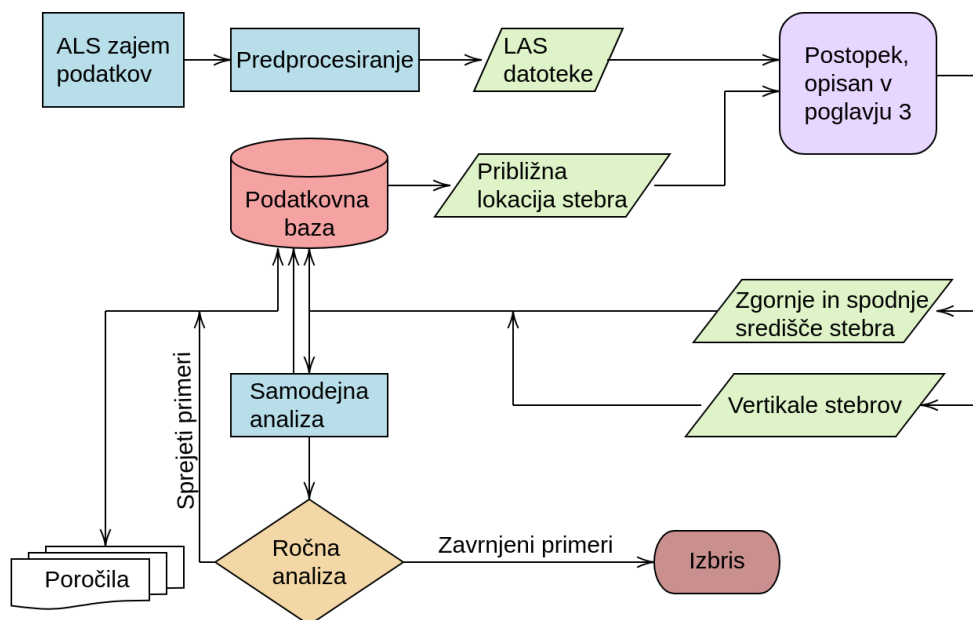 ALS zajem
podatkov
Predprocesiranje
LAS
datoteke
Postopek,
opisan v
poglavju 3
Podatkovna
baza
Približna
lokacija stebra
Zgornje in spodnje
središče stebra
Samodejna
analiza
Vertikale stebrov
Sprejeti primeri
Ročna
analiza
Zavrnjeni primeri
Izbris
Poročila